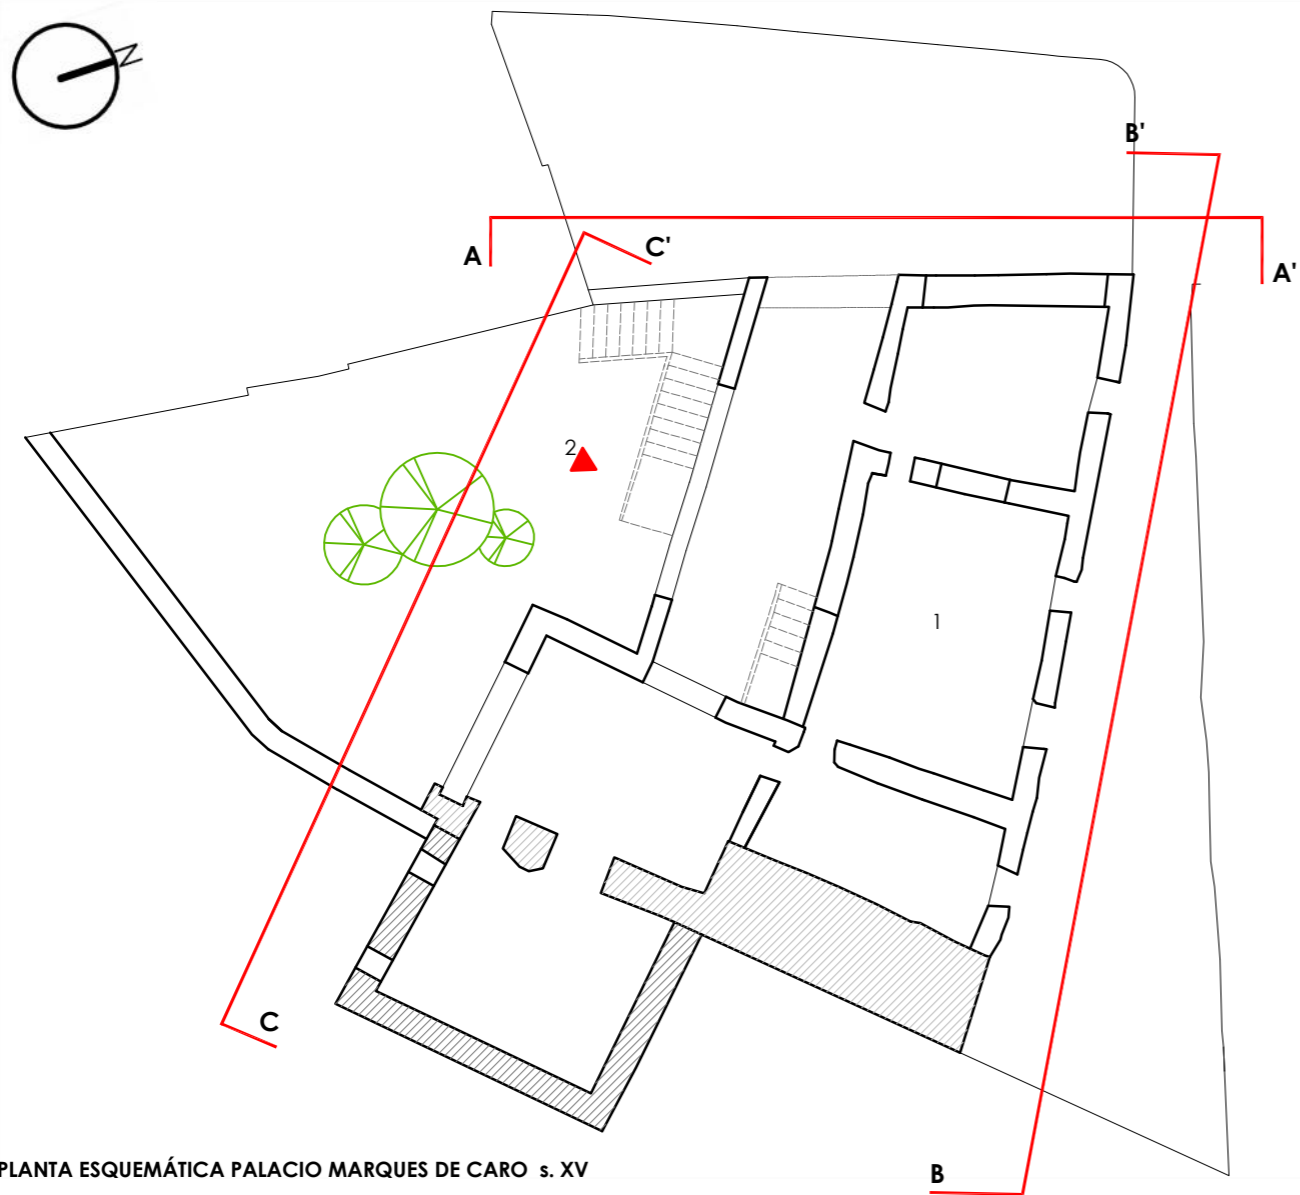 N
B'
A
C'
A'
2
1
C
PLANTA ESQUEMÁTICA PALACIO MARQUES DE CARO s. XV
B